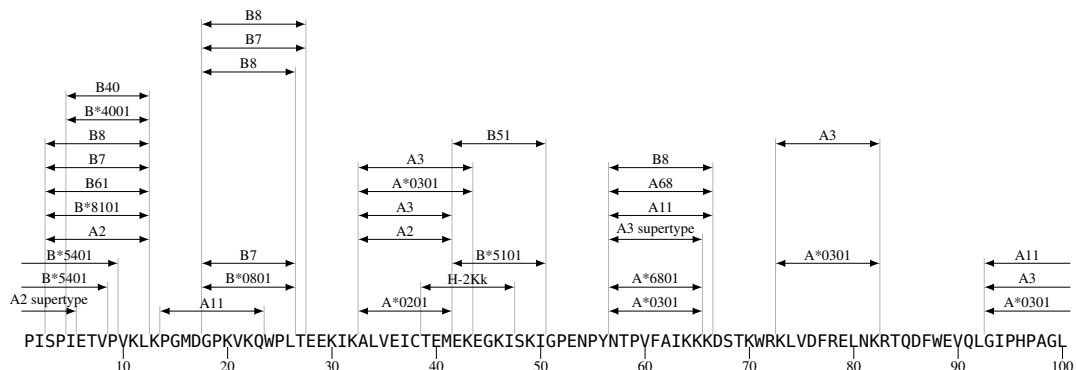 B8
B7
B8
B40
B*4001
B8 B51 A3
B7 A3 B8
B61 A*0301 A68
B*8101 A3 A11
A2 A2 A3 supertype
B*5401 B7 B*5101 A*0301 A11
B*5401 B*0801 H-2Kk A*6801 A3
A2 supertype A11 A*0201 A*0301 A*0301
PISPIETVPVKLKPGMDGPKVKQWPLTEEKIKALVEICTEMEKEGKISKIGPENPYNTPVFAIKKKDSTKWRKLVDFRELNKRTQDFWEVQLGIPHPAGL
10 20 30 40 50 60 70 80 90 100